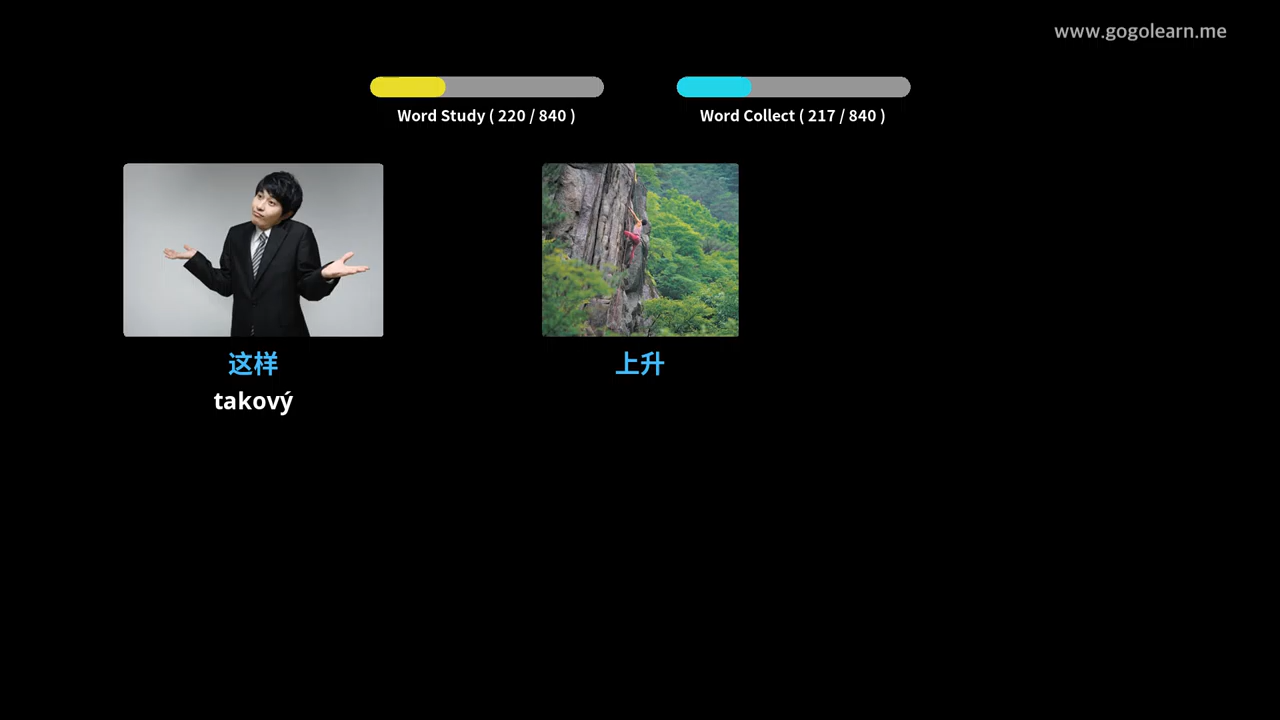 www.gogolearn.me
Word Study ( 220 / 840 )
Word Collect ( 217 / 840 )
这样
takový
上升